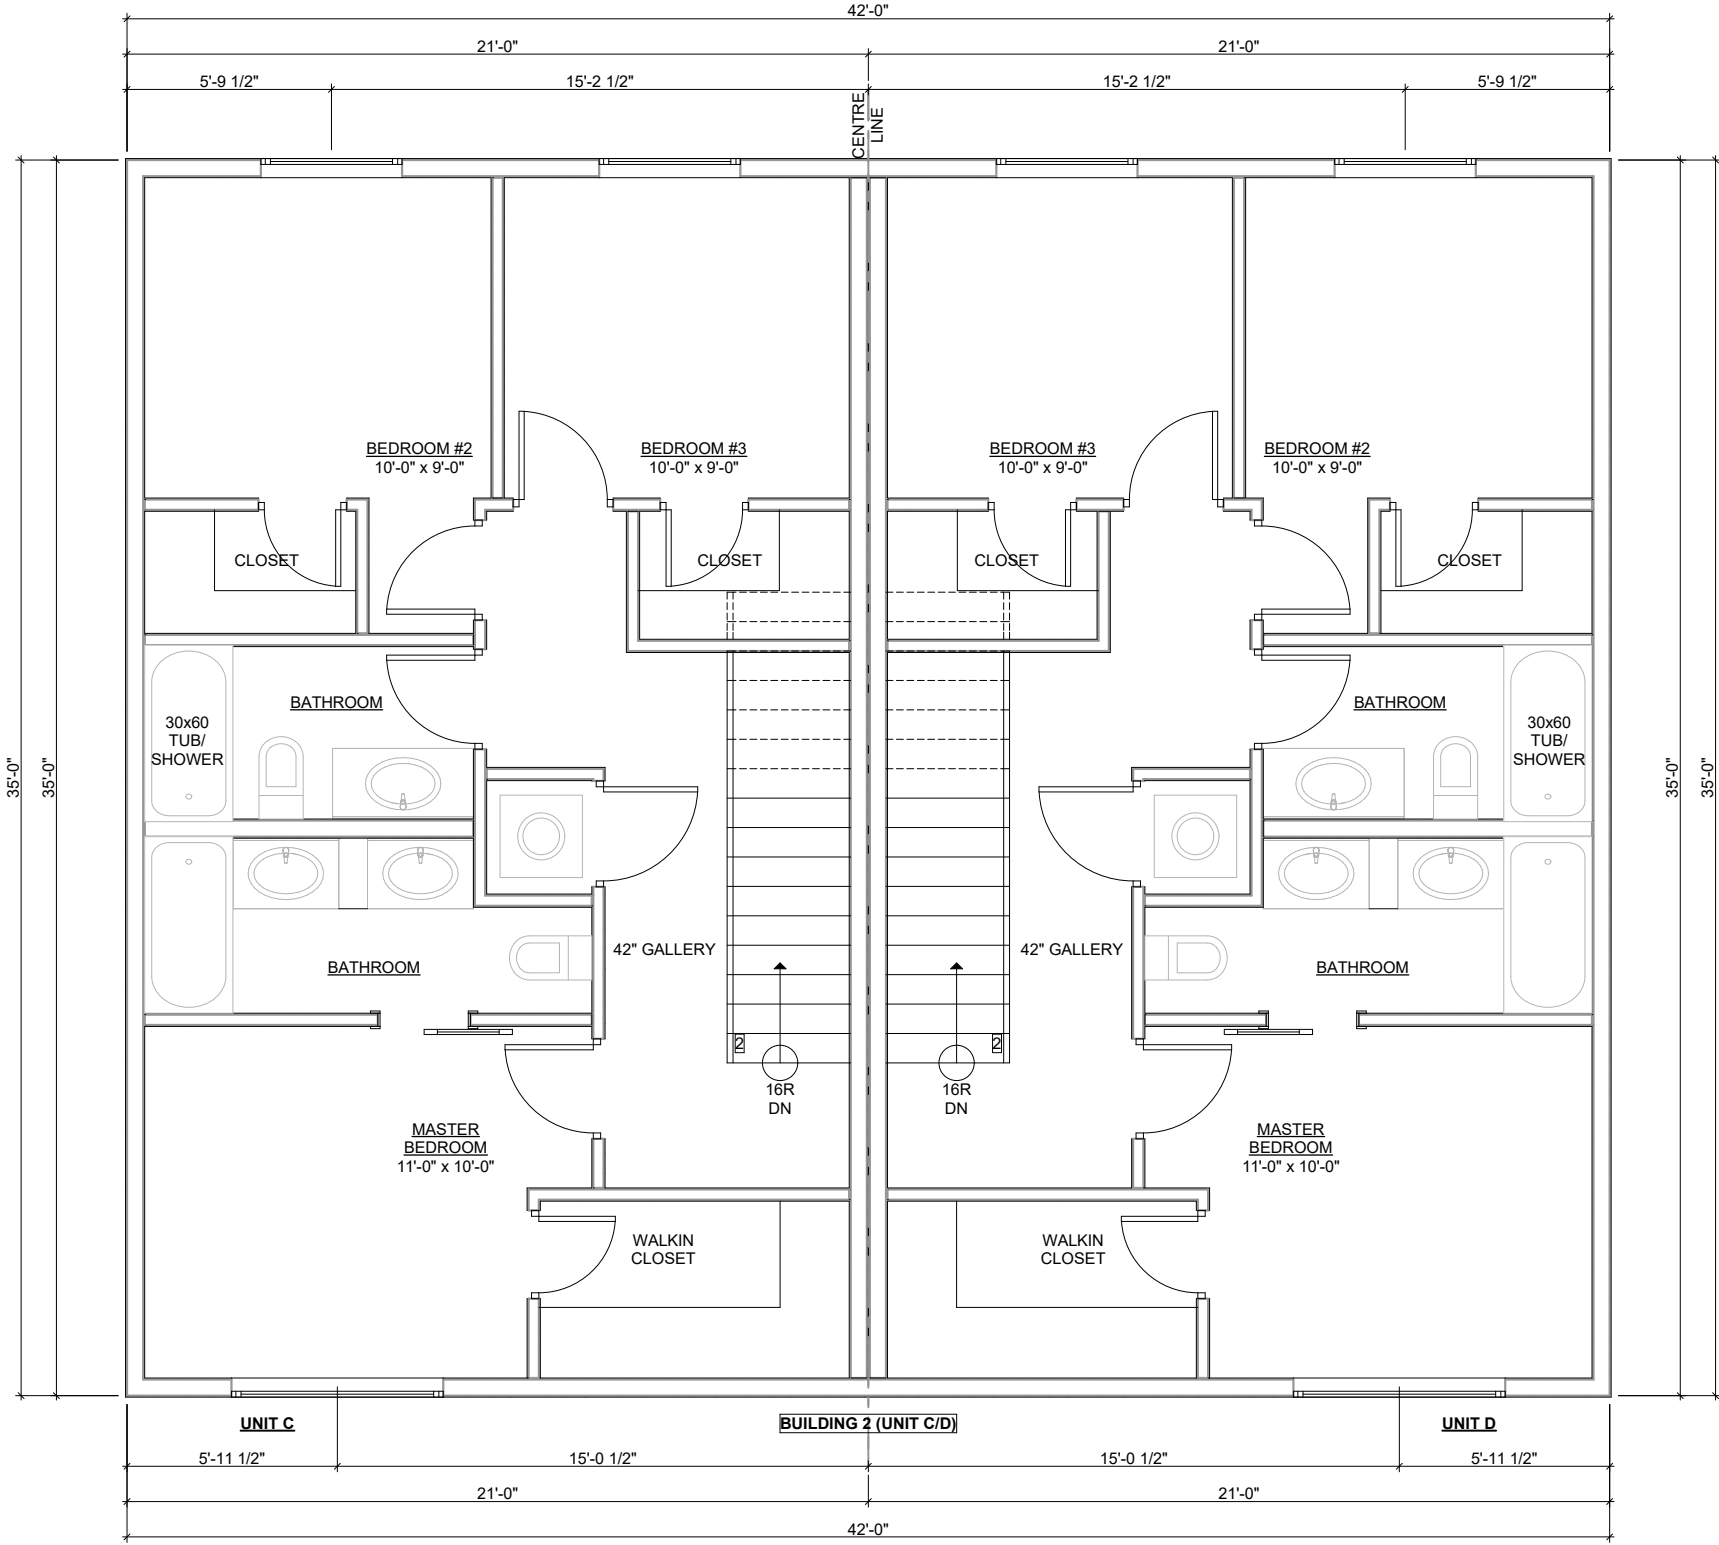 42'-0"
21'-0"
21'-0"
5'-9 1/2"
15'-2 1/2"
15'-2 1/2"
5'-9 1/2"
CENTRE
LINE
BEDROOM #2
10'-0" x 9'-0"
BEDROOM #3
10'-0" x 9'-0"
BEDROOM #3
10'-0" x 9'-0"
BEDROOM #2
10'-0" x 9'-0"
CLOSET
CLOSET
CLOSET
CLOSET
BATHROOM
BATHROOM
30x60
TUB/
SHOWER
30x60
TUB/
SHOWER
35'-0"
35'-0"
35'-0"
35'-0"
42" GALLERY
42" GALLERY
BATHROOM
BATHROOM
2
2
16R
DN
16R
DN
MASTER
BEDROOM
11'-0" x 10'-0"
MASTER
BEDROOM
11'-0" x 10'-0"
WALKIN
CLOSET
WALKIN
CLOSET
UNIT C
BUILDING 2 (UNIT C/D)
UNIT D
5'-11 1/2"
15'-0 1/2"
15'-0 1/2"
5'-11 1/2"
21'-0"
21'-0"
42'-0"